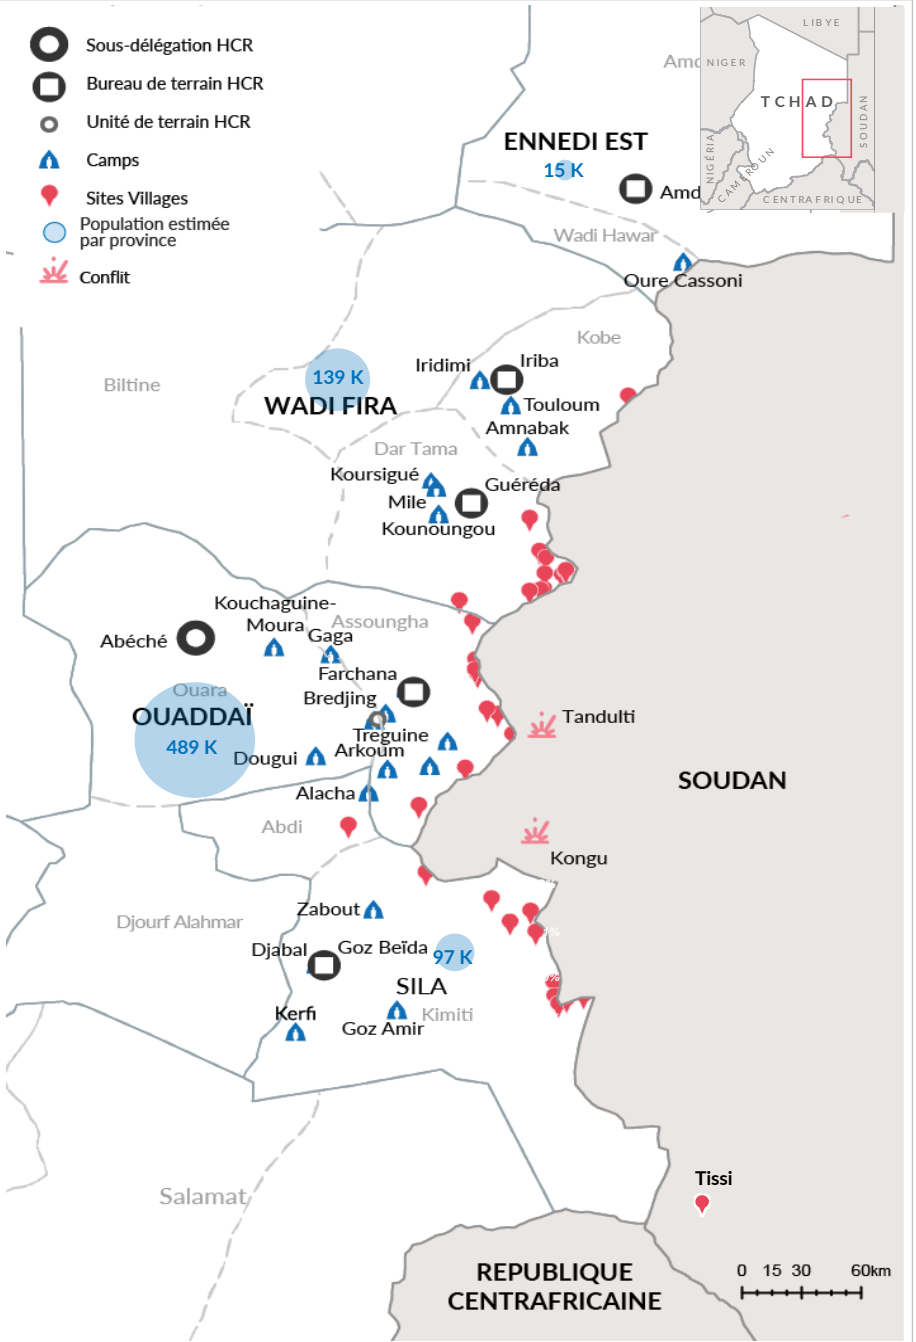 Sous-délégation HCR
Bureau de terrain HCR
Unité de terrain HCR
Camps
Sites Villages
Population estimée
par province
Conflit
LIBYE
NIGER
TCHAD
SOUDAN
NIGÉRIA
CAMEROUN
CENTRAFRIQUE
ENNEDI EST
15 K
Wadi Hawar
Oure Cassoni
Kobe
Iridimi
Iriba
Touloum
Amnabak
Biltine
139 K
WADI FIRA
Dar Tama
Koursigué
Mile
Guéréda
Kounoungou
Kouchaguine-
Moura
Assoungha
Abéché
Gaga
Farchana
Bredjing
Ouara
OUADDAÏ
489 K
Treguine
Arkoum
Dougui
Alacha
Abdi
Tandulti
SOUDAN
Kongu
Zabout
Djourf Alahmar
Djabal
Goz Beïda
97 K
SILA
Kerfi
Goz Amir
Kimiti
Salamat
Tissi
REPUBLIQUE
CENTRAFRICAINE
0 15 30 60km